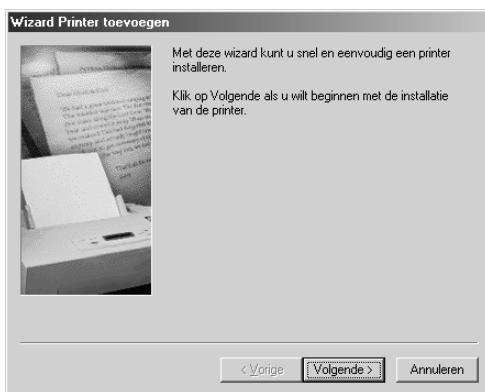 Wizard Printer toevoegen
Met deze wizard kunt u snel en eenvoudig een printer
installeren.
Klik op Volgende als u wilt beginnen met de installatie
van de printer.
< Vorige
Volgende >
Annuleren